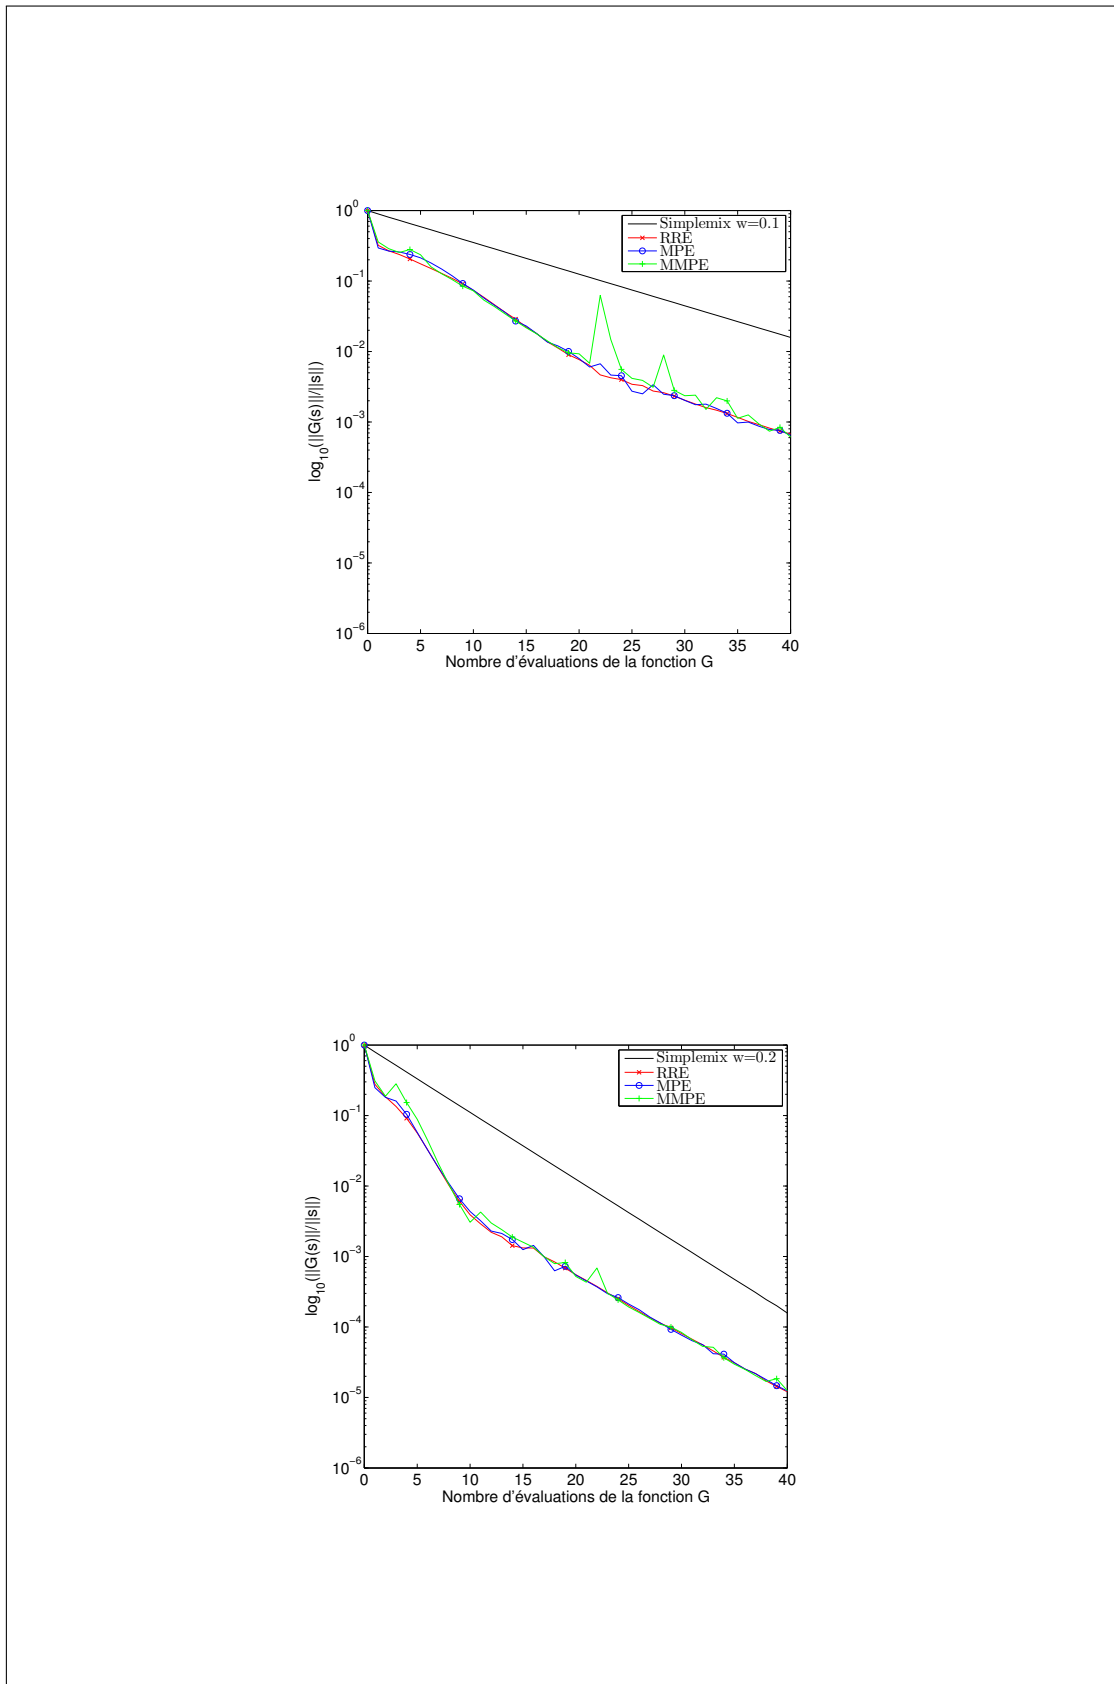 10^0
10^-1
10^-2
10^-3
10^-4
10^-5
10^-6
log_10(||G(s)||/||s||)
Simplemix w=0.1
RRE
MPE
MMPE
0 5 10 15 20 25 30 35 40
Nombre d'évaluations de la fonction G
10^0
10^-1
10^-2
10^-3
10^-4
10^-5
10^-6
log_10(||G(s)||/||s||)
Simplemix w=0.2
RRE
MPE
MMPE
0 5 10 15 20 25 30 35 40
Nombre d'évaluations de la fonction G